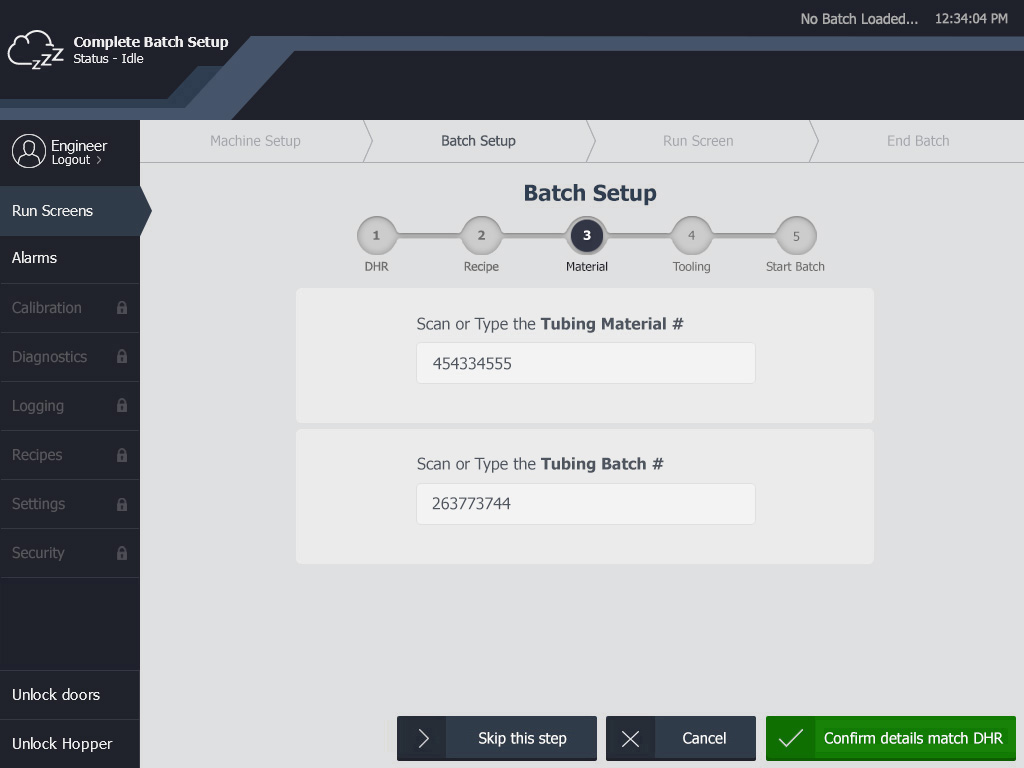 No Batch Loaded... 12:34:04 PM
Complete Batch Setup
Status - Idle
zzz
Engineer
Logout >
Machine Setup
Batch Setup
Run Screen
End Batch
Run Screens
Alarms
Calibration
Diagnostics
Logging
Recipes
Settings
Security
Unlock doors
Unlock Hopper
Batch Setup
1 2 3 4 5
DHR Recipe Material Tooling Start Batch
Scan or Type the Tubing Material #
454334555
Scan or Type the Tubing Batch #
263773744
Skip this step
Cancel
Confirm details match DHR